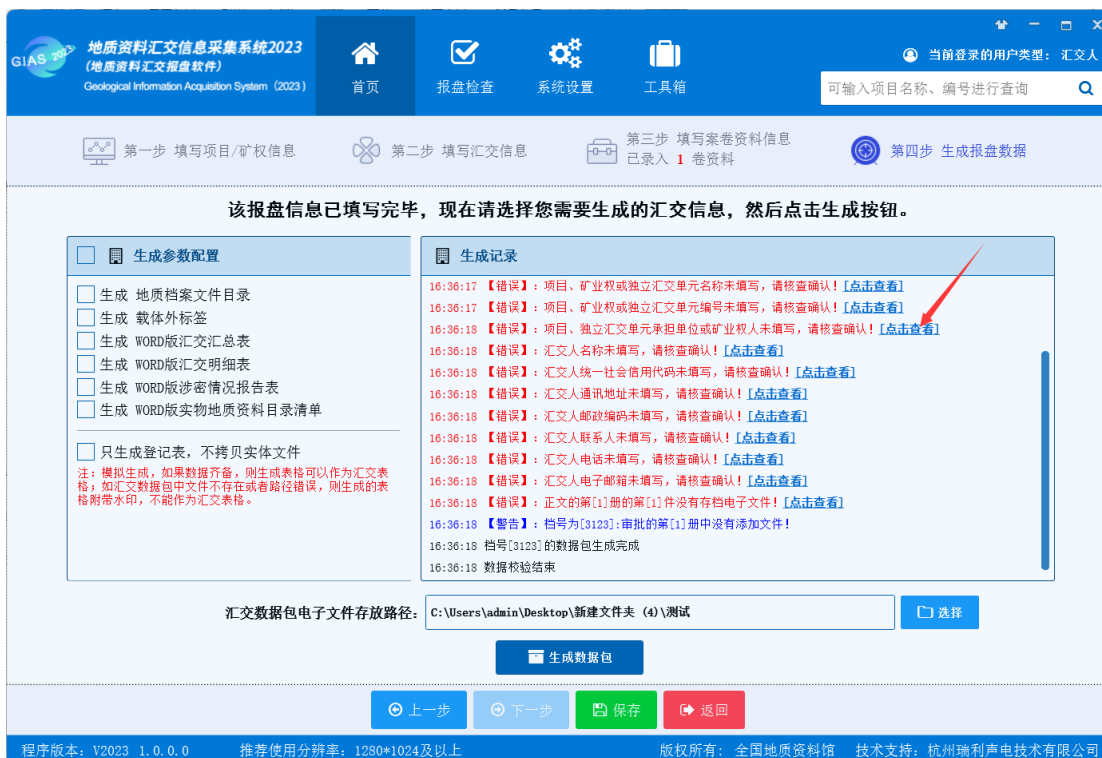 GIAS 2023
地质资料汇交信息采集系统2023
(地质资料汇交报盘软件)
Geological Information Acquisition System（2023）
首页
报盘检查
系统设置
工具箱
当前登录的用户类型：汇交人
可输入项目名称、编号进行查询
第一步 填写项目/矿权信息
第二步 填写汇交信息
第三步 填写案卷资料信息
已录入 1 卷资料
第四步 生成报盘数据
该报盘信息已填写完毕，现在请选择您需要生成的汇交信息，然后点击生成按钮。
生成参数配置
生成 地质档案文件目录
生成 载体外标签
生成 WORD版汇交汇总表
生成 WORD版汇交明细表
生成 WORD版涉密情况报告表
生成 WORD版实物地质资料目录清单
只生成登记表，不拷贝实体文件
注：模拟生成，如果数据齐备，则生成表格可以作为汇交表
格；如汇交数据包中文件不存在或者路径错误，则生成的表
格附带水印，不能作为汇交表格。
生成记录
16:36:17 【错误】：项目、矿业权或独立汇交单元名称未填写，请核查确认！[点击查看]
16:36:17 【错误】：项目、矿业权或独立汇交单元编号未填写，请核查确认！[点击查看]
16:36:18 【错误】：项目、独立汇交单元承担单位或矿业权人未填写，请核查确认！[点击查看]
16:36:18 【错误】：汇交人名称未填写，请核查确认！[点击查看]
16:36:18 【错误】：汇交人统一社会信用代码未填写，请核查确认！[点击查看]
16:36:18 【错误】：汇交人通讯地址未填写，请核查确认！[点击查看]
16:36:18 【错误】：汇交人邮政编码未填写，请核查确认！[点击查看]
16:36:18 【错误】：汇交人联系人未填写，请核查确认！[点击查看]
16:36:18 【错误】：汇交人电话未填写，请核查确认！[点击查看]
16:36:18 【错误】：汇交人电子邮箱未填写，请核查确认！[点击查看]
16:36:18 【错误】：正文的第[1]册的第[1]件没有存档电子文件！[点击查看]
16:36:18 【警告】：档号为[3123]:审批的第[1]册中没有添加文件！
16:36:18 档号[3123]的数据包生成完成
16:36:18 数据校验结束
汇交数据包电子文件存放路径：
C:\Users\admin\Desktop\新建文件夹 (4)\测试
选择
生成数据包
上一步
下一步
保存
返回
程序版本：V2023 1.0.0.0
推荐使用分辨率：1280*1024及以上
版权所有：全国地质资料馆
技术支持：杭州瑞利声电技术有限公司